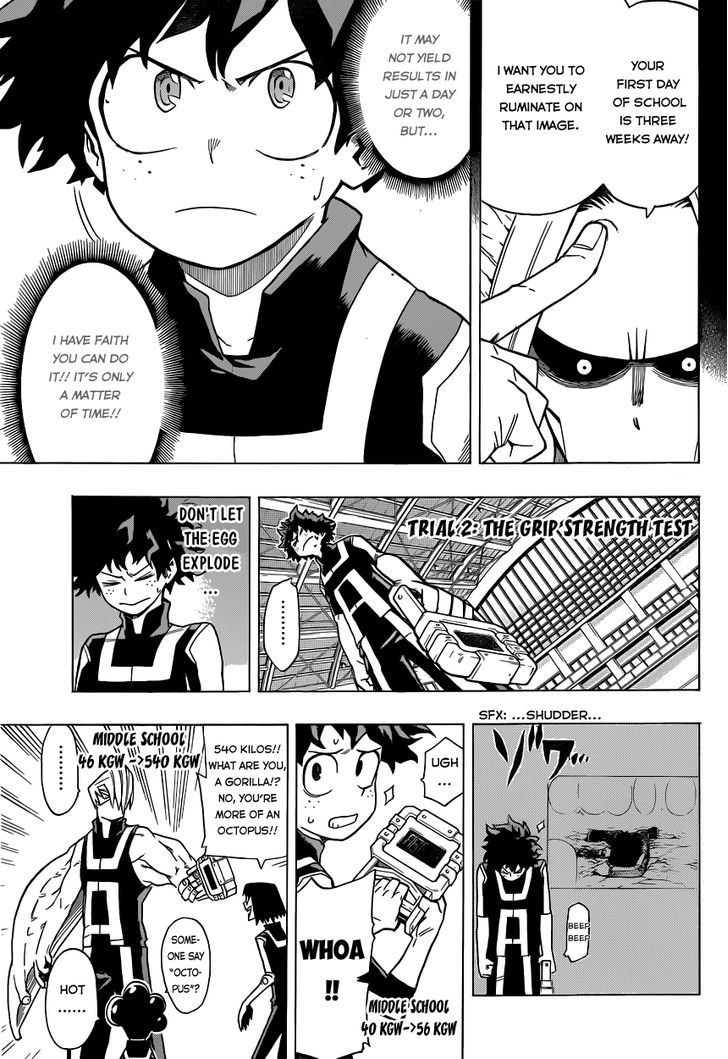 YOUR
FIRST DAY
OF SCHOOL
IS THREE
WEEKS AWAY!
I WANT YOU TO
EARNESTLY
RUMINATE ON
THAT IMAGE.
IT MAY
NOT YIELD
RESULTS IN
JUST A DAY
OR TWO,
BUT...
I HAVE FAITH
YOU CAN DO
IT!! IT'S ONLY
A MATTER
OF TIME!!
TRIAL 2: THE GRIP STRENGTH TEST
......
DON'T LET
THE EGG
EXPLODE
...
SFX: ...SHUDDER...
ゾワ
BEEP
BEEP
UGH
...
WHOA
!!
MIDDLE SCHOOL
40 KGW->56 KGW
540 KILOS!!
WHAT ARE YOU,
A GORILLA!?
NO, YOU'RE
MORE OF AN
OCTOPUS!!
MIDDLE SCHOOL
46 KGW ->540 KGW
......
SOME-
ONE SAY
"OCTO-
PUS"?
HOT
......